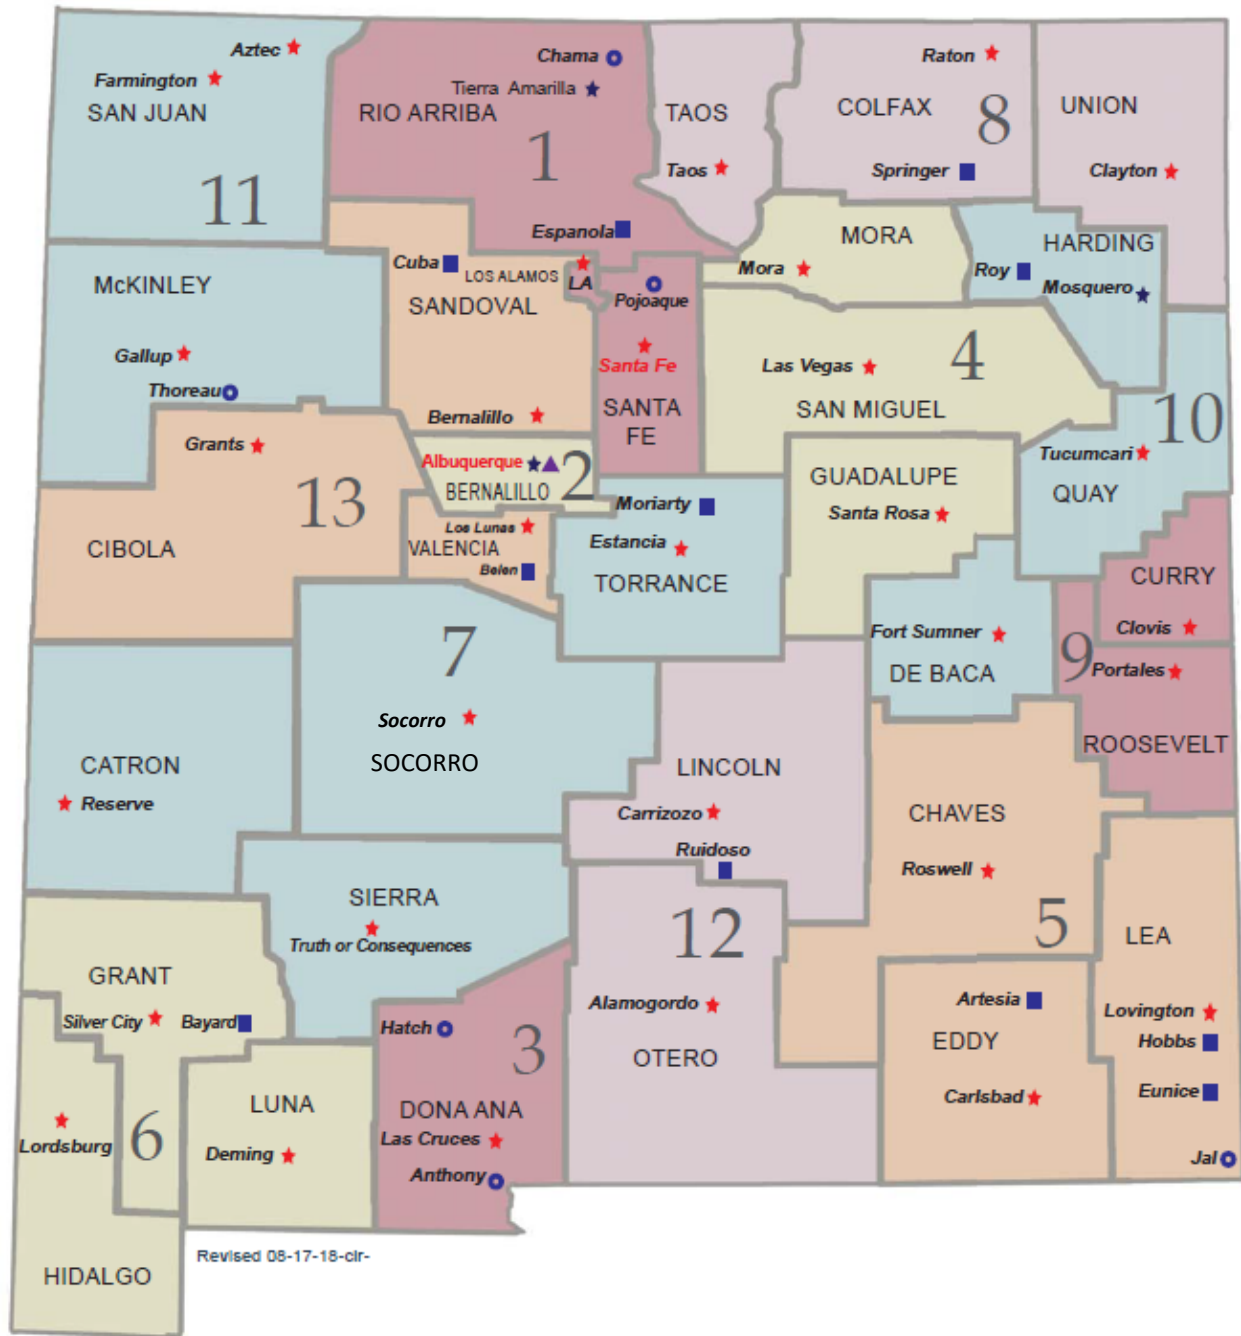 Aztec
Farmington
SAN JUAN
11
Chama
Tierra Amarilla
RIO ARRIBA
1
Espanola
TAOS
Taos
Raton
COLFAX
8
Springer
UNION
Clayton
McKINLEY
Gallup
Thoreau
Cuba
LOS ALAMOS
LA
SANDOVAL
Bernalillo
Pojoaque
Santa Fe
SANTA
FE
MORA
Mora
HARDING
Roy
Mosquero
Las Vegas
4
SAN MIGUEL
10
Tucumcari
QUAY
Grants
13
CIBOLA
Albuquerque
2
BERNALILLO
Los Lunas
VALENCIA
Belen
Moriarty
Estancia
TORRANCE
GUADALUPE
Santa Rosa
CURRY
Clovis
9
Portales
ROOSEVELT
Fort Sumner
DE BACA
7
Socorro
SOCORRO
CATRON
Reserve
LINCOLN
Carrizozo
Ruidoso
CHAVES
Roswell
5
LEA
SIERRA
Truth or Consequences
12
Alamogordo
OTERO
Artesia
EDDY
Carlsbad
Lovington
Hobbs
Eunice
Jal
GRANT
Silver City
Bayard
Hatch
3
DONA ANA
Las Cruces
Anthony
LUNA
Deming
6
Lordsburg
HIDALGO
Revised 08-17-18-clr-